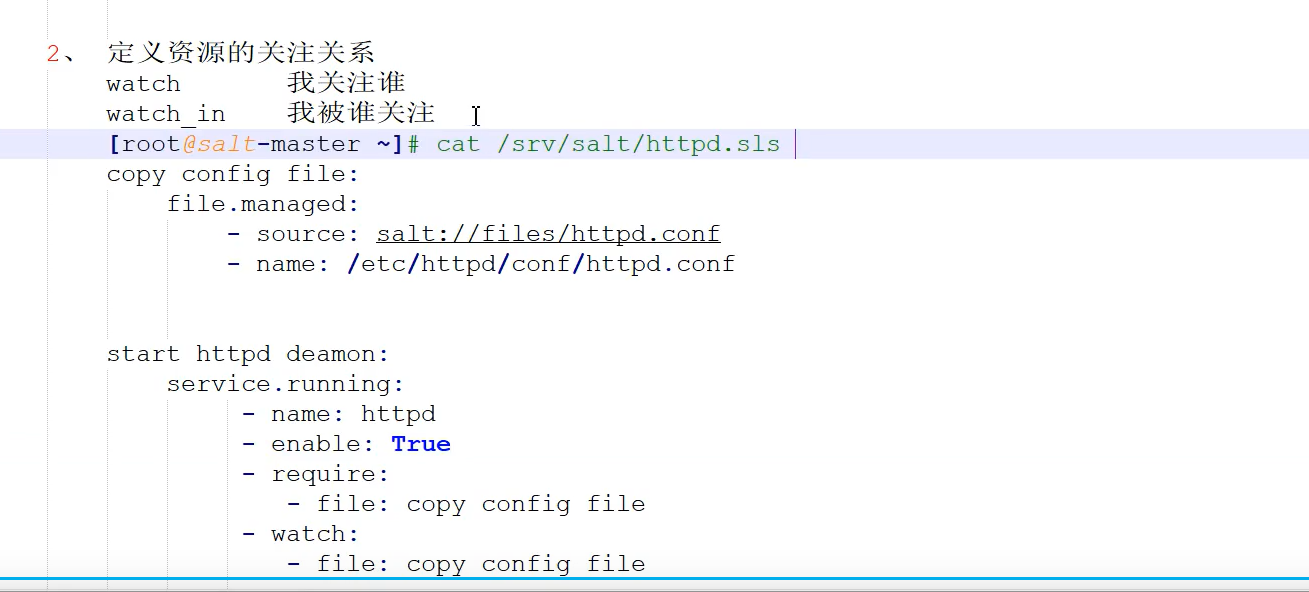 2、 定义资源的关注关系
watch 我关注谁
watch_in 我被谁关注
[root@salt-master ~]# cat /srv/salt/httpd.sls
copy config file:
file.managed:
- source: salt://files/httpd.conf
- name: /etc/httpd/conf/httpd.conf
start httpd deamon:
service.running:
- name: httpd
- enable: True
- require:
- file: copy config file
- watch:
- file: copy config file